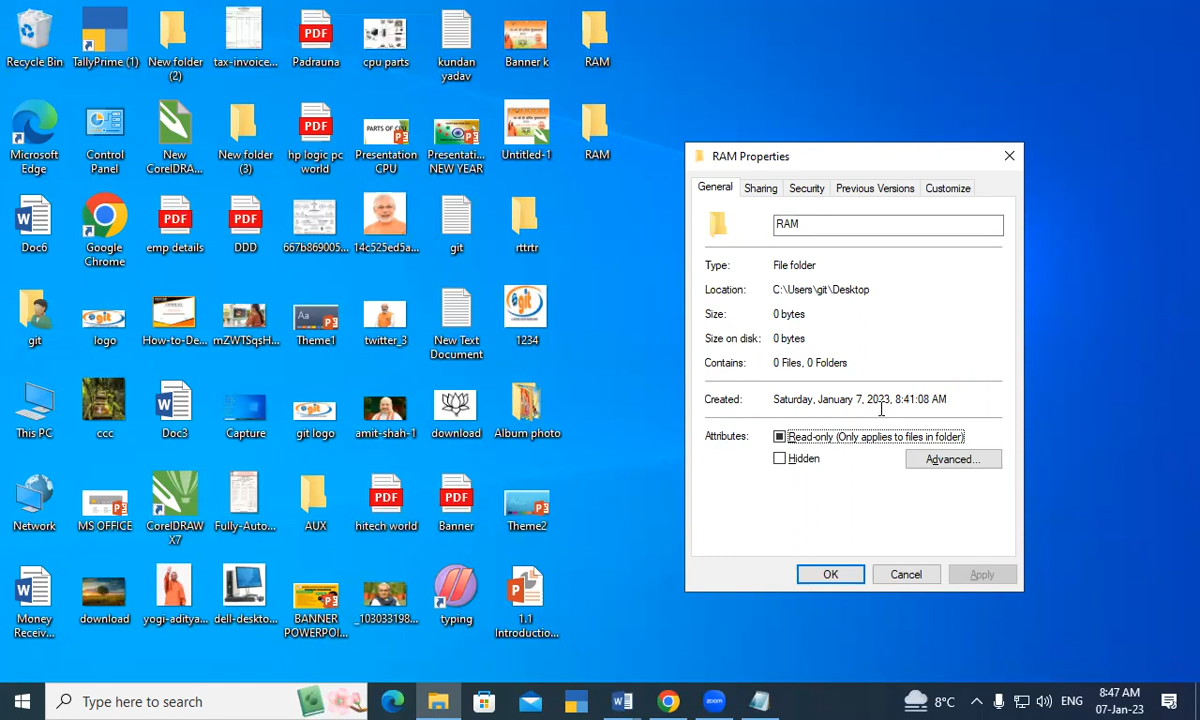 Recycle Bin
TallyPrime (1)
New folder
(2)
tax-invoice...
Padrauna
cpu parts
kundan
yadav
Banner k
RAM
Microsoft
Edge
Control
Panel
New
CorelDRA...
New folder
(3)
hp logic pc
world
Presentation
CPU
Presentati...
NEW YEAR
Untitled-1
RAM
Doc6
Google
Chrome
emp details
DDD
667b869005...
14c525ed5a...
git
rttrtr
git
logo
How-to-De...
mZWTSqsH...
Theme1
twitter_3
New Text
Document
1234
This PC
ccc
Doc3
Capture
git logo
amit-shah-1
download
Album photo
Network
MS OFFICE
CorelDRAW
X7
Fully-Auto...
AUX
hitech world
Banner
Theme2
Money
Receiv...
download
yogi-aditya...
dell-deskto...
BANNER
POWERPOI...
_103033198...
typing
1.1
Introductio...
RAM Properties
General
Sharing
Security
Previous Versions
Customize
RAM
Type: File folder
Location: C:\Users\git\Desktop
Size: 0 bytes
Size on disk: 0 bytes
Contains: 0 Files, 0 Folders
Created: Saturday, January 7, 2023, 8:41:08 AM
Attributes: Read-only (Only applies to files in folder)
Hidden
Advanced...
OK
Cancel
Apply
Type here to search
8°C
ENG
8:47 AM
07-Jan-23